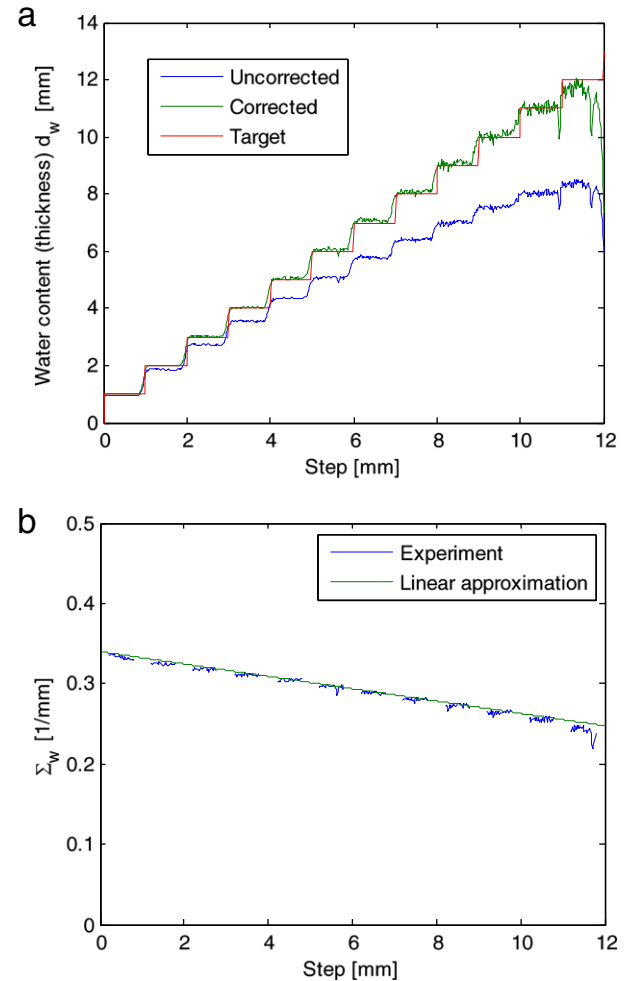 a
Water content (thickness) d_w [mm]
14
12
10
8
6
4
2
0
Uncorrected
Corrected
Target
0 2 4 6 8 10 12
Step [mm]
b
Σ_w [1/mm]
0.5
0.4
0.3
0.2
0.1
0
Experiment
Linear approximation
0 2 4 6 8 10 12
Step [mm]